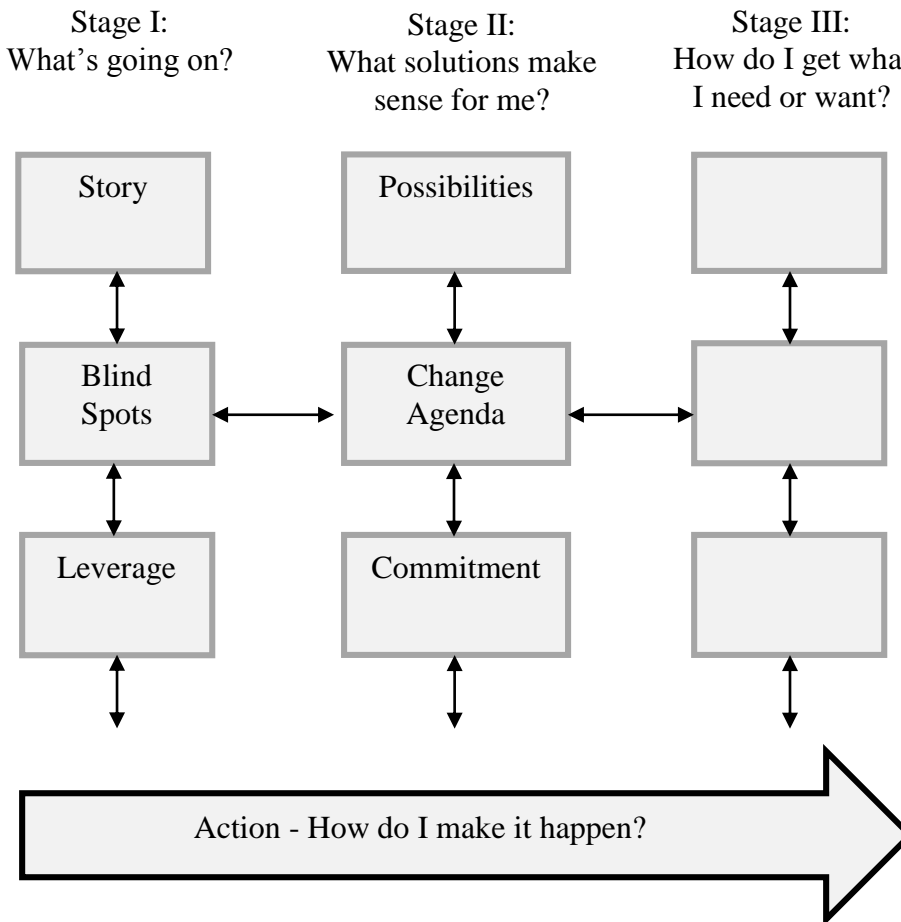 Stage I:
What’s going on?
Stage II:
What solutions make
sense for me?
Stage III:
How do I get wha
I need or want?
Story
Possibilities
Blind
Spots
Change
Agenda
Leverage
Commitment
Action - How do I make it happen?